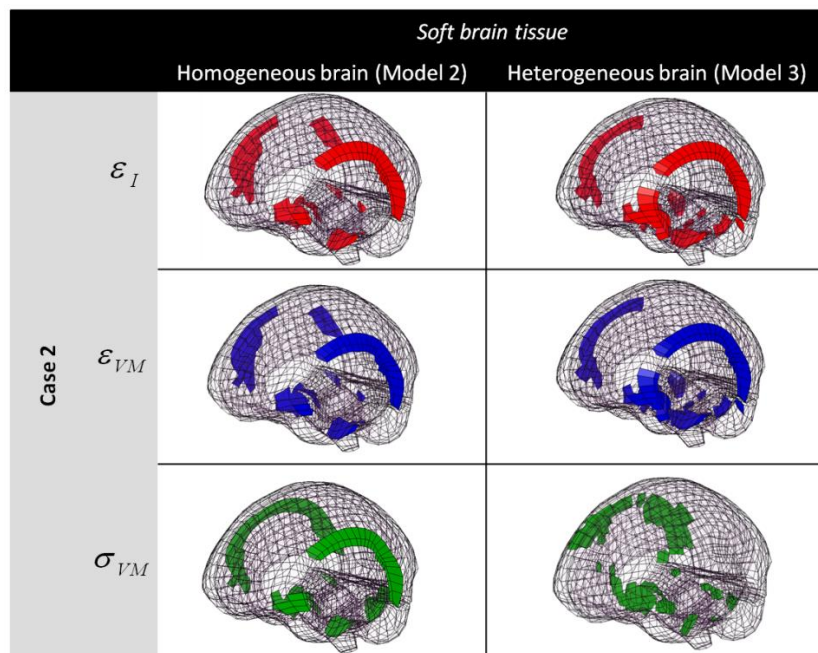 Soft brain tissue
Homogeneous brain (Model 2) Heterogeneous brain (Model 3)
Case 2
ε_I
ε_VM
σ_VM